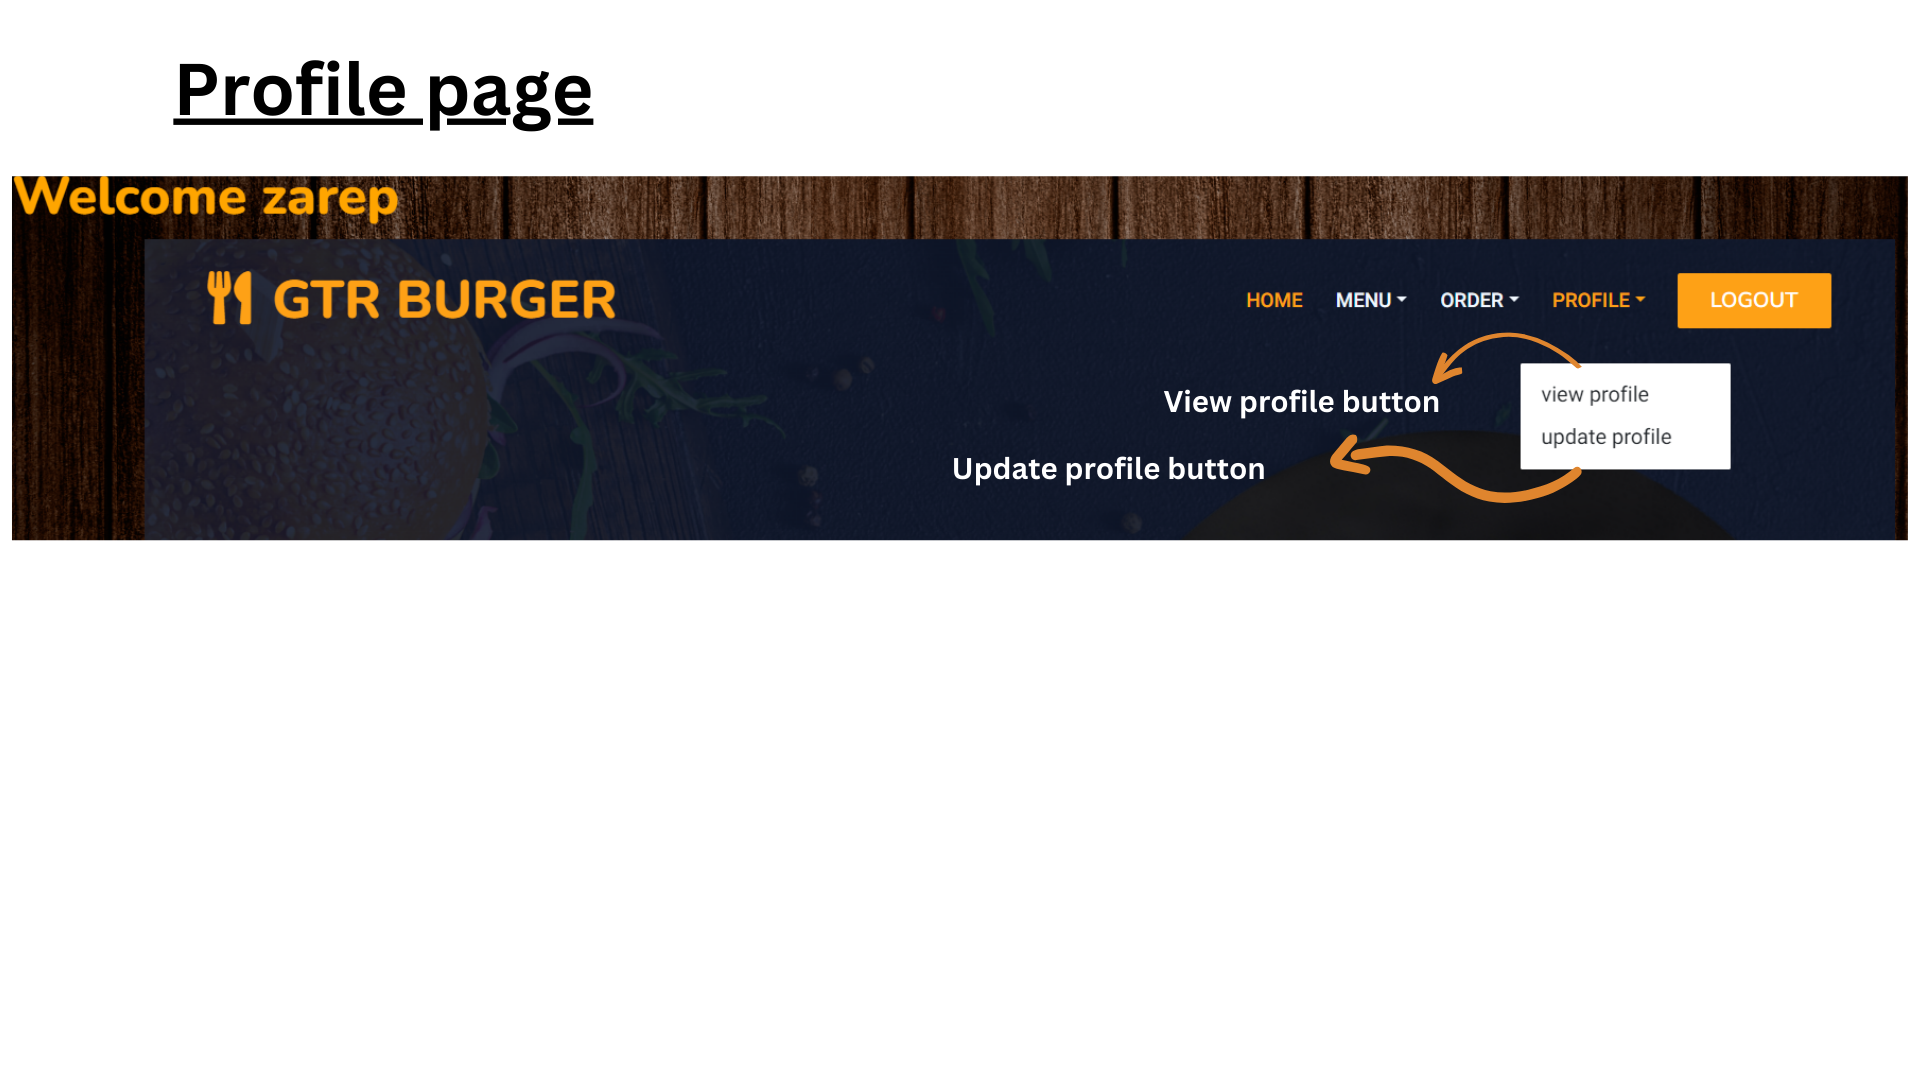 Profile page
Welcome zarep
GTR BURGER
HOME MENU ORDER PROFILE LOGOUT
view profile
View profile button
update profile
Update profile button